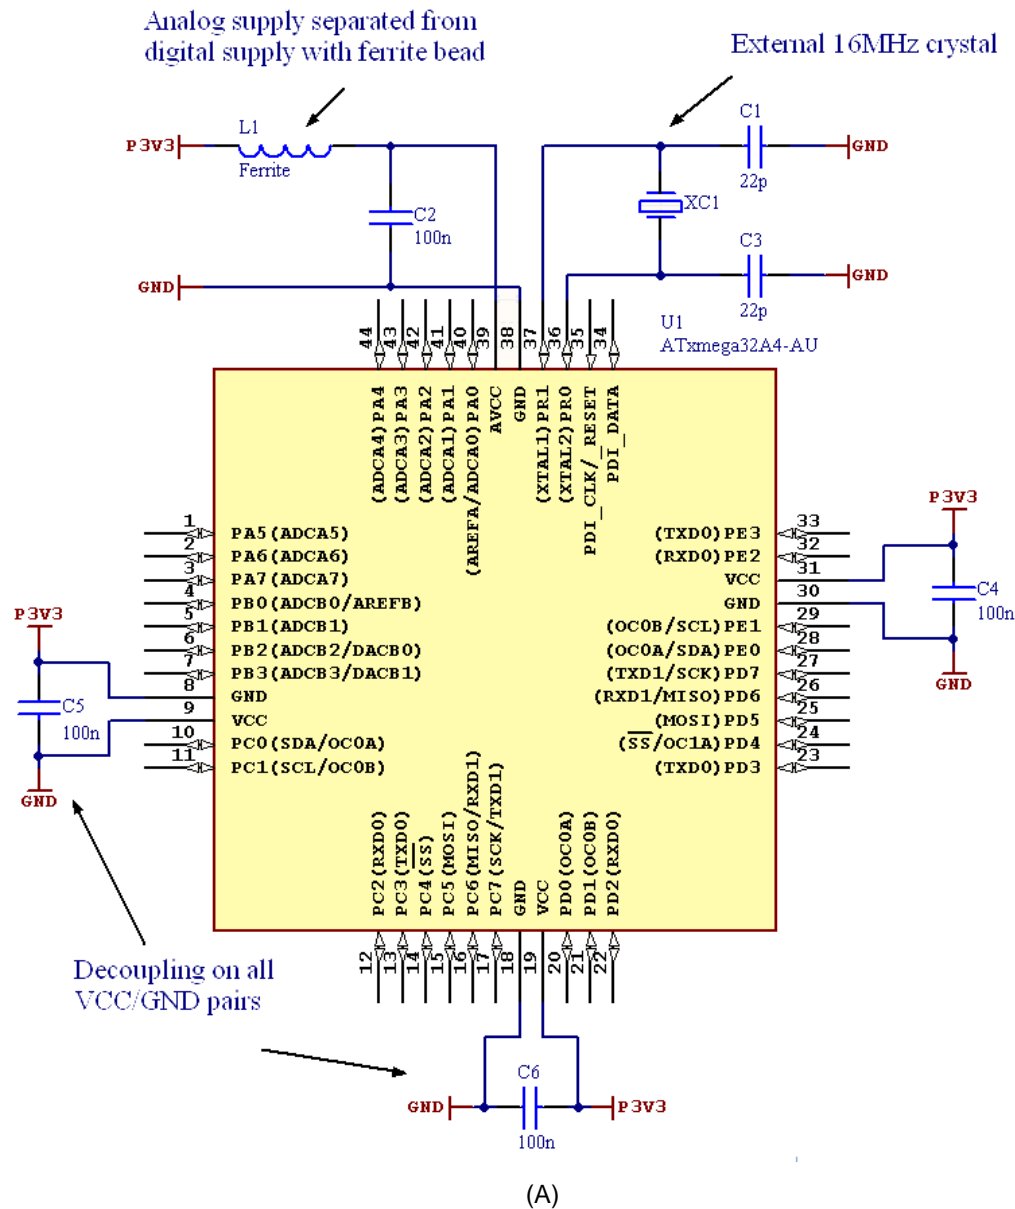 Analog supply separated from
digital supply with ferrite bead
External 16MHz crystal
P3V3
L1
Ferrite
C2
100n
GND
C1
22p
GND
XC1
C3
22p
GND
U1
ATxmega32A4-AU
44
43
42
41
40
39
38
37
36
35
34
(ADCA4)PA4
(ADCA3)PA3
(ADCA2)PA2
(ADCA1)PA1
(AREFA/ADCA0)PA0
AVCC
GND
(XTAL1)PR1
(XTAL2)PR0
PDI_CLK/_RESET
PDI_DATA
1 PA5(ADCA5)
2 PA6(ADCA6)
3 PA7(ADCA7)
4 PB0(ADCB0/AREFB)
5 PB1(ADCB1)
6 PB2(ADCB2/DACB0)
7 PB3(ADCB3/DACB1)
8 GND
9 VCC
10 PC0(SDA/OC0A)
11 PC1(SCL/OC0B)
P3V3
C5
100n
GND
(TXD0)PE3 33
(RXD0)PE2 32
VCC 31
GND 30
(OC0B/SCL)PE1 29
(OC0A/SDA)PE0 28
(TXD1/SCK)PD7 27
(RXD1/MISO)PD6 26
(MOSI)PD5 25
(SS/OC1A)PD4 24
(TXD0)PD3 23
P3V3
C4
100n
GND
PC2(RXD0)
PC3(TXD0)
PC4(SS)
PC5(MOSI)
PC6(MISO/RXD1)
PC7(SCK/TXD1)
GND
VCC
PD0(OC0A)
PD1(OC0B)
PD2(RXD0)
12
13
14
15
16
17
18
19
20
21
22
Decoupling on all
VCC/GND pairs
C6
GND
P3V3
100n
(A)